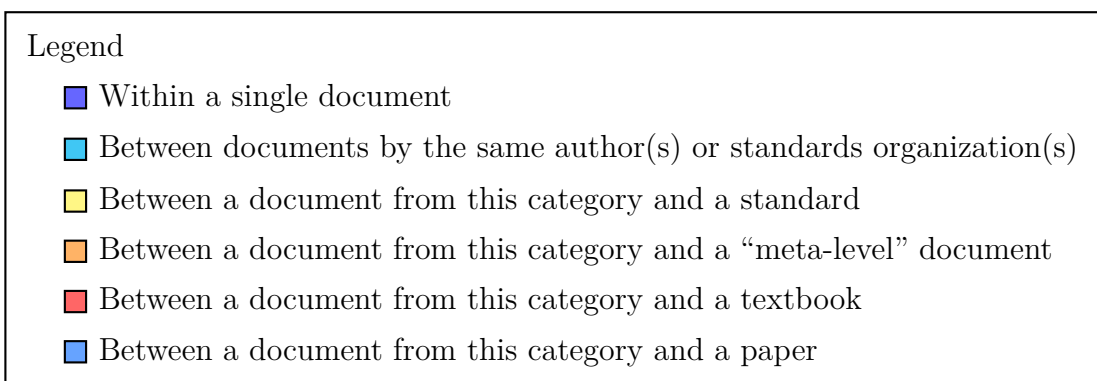 Legend
Within a single document
Between documents by the same author(s) or standards organization(s)
Between a document from this category and a standard
Between a document from this category and a “meta-level” document
Between a document from this category and a textbook
Between a document from this category and a paper